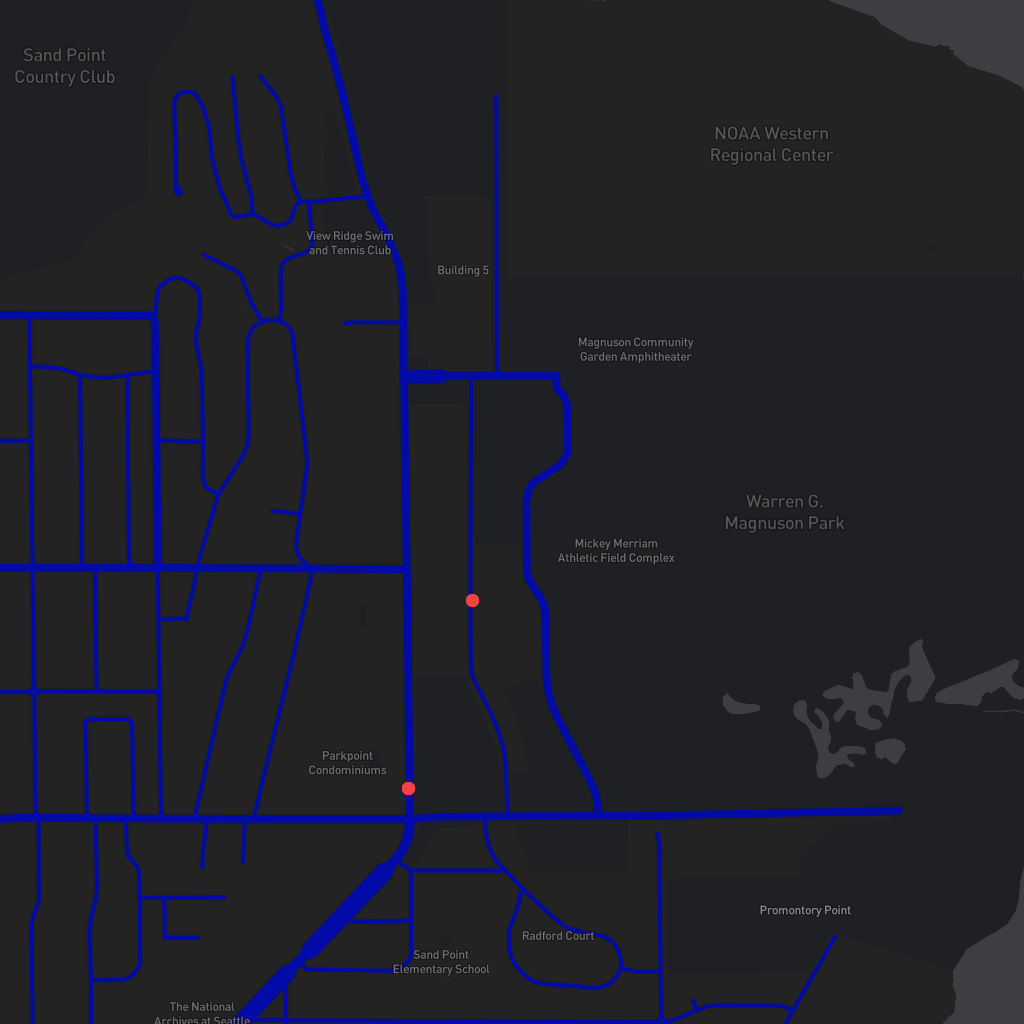 Sand Point
Country Club
NOAA Western
Regional Center
View Ridge Swim
and Tennis Club
Building 5
Magnuson Community
Garden Amphitheater
Warren G.
Magnuson Park
Mickey Merriam
Athletic Field Complex
Parkpoint
Condominiums
Promontory Point
Radford Court
Sand Point
Elementary School
The National
Archives at Seattle